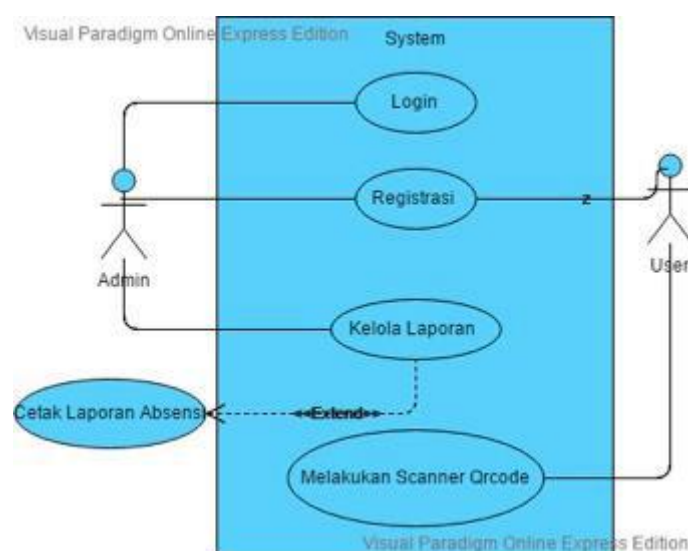 Visual Paradigm Online Express Edition
System
Login
Registrasi
z
Admin
User
Kelola Laporan
Cetak Laporan Absensi
<<Extend>>
Melakukan Scanner Qrcode
Visual Paradigm Online Express Edition